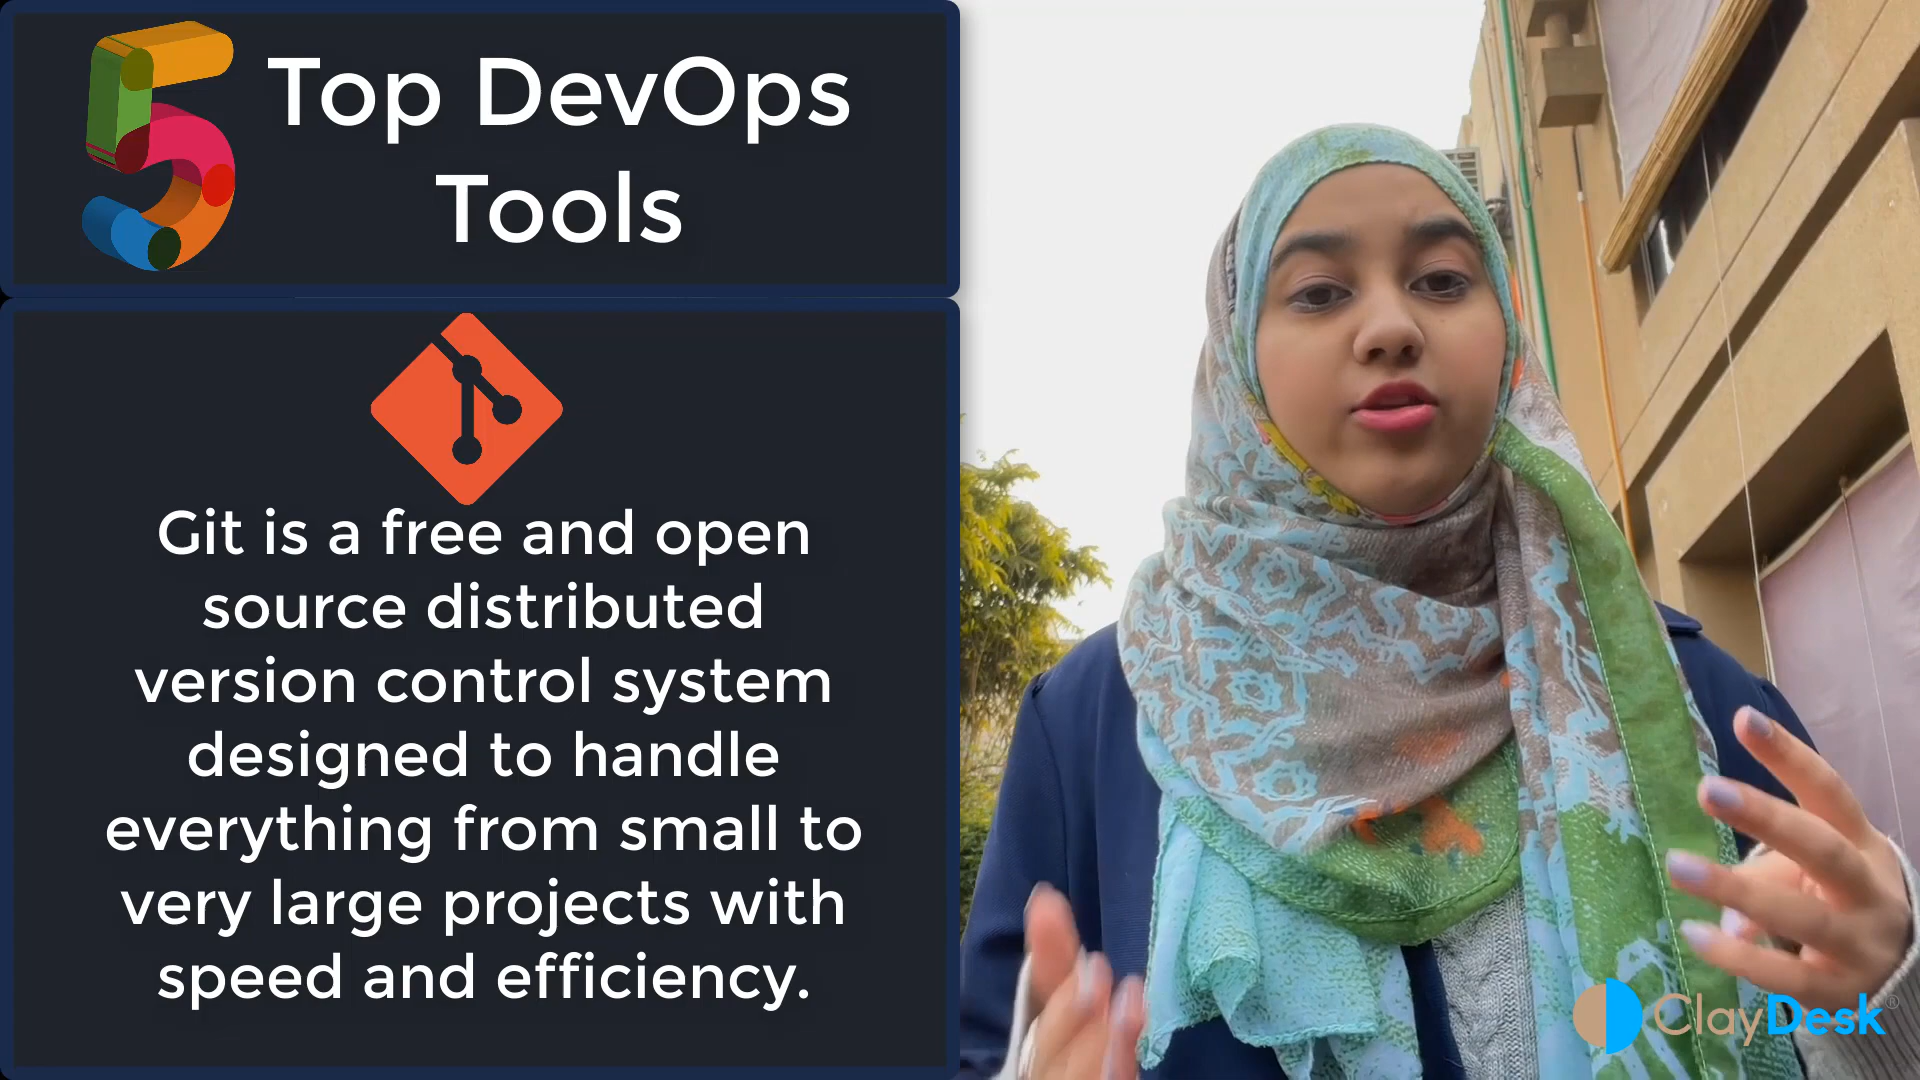 5 Top DevOps
Tools
Git is a free and open
source distributed
version control system
designed to handle
everything from small to
very large projects with
speed and efficiency.
ClayDesk®